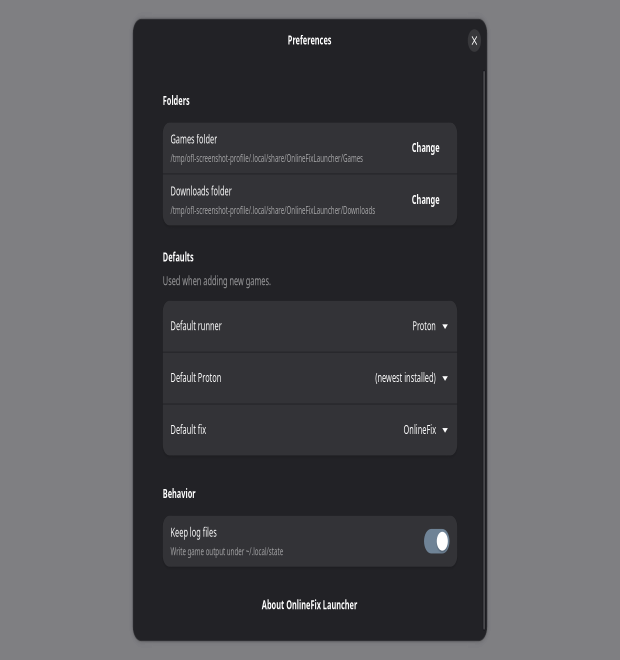 Preferences
X
Folders
Games folder
/tmp/ofl-screenshot-profile/.local/share/OnlineFixLauncher/Games
Change
Downloads folder
/tmp/ofl-screenshot-profile/.local/share/OnlineFixLauncher/Downloads
Change
Defaults
Used when adding new games.
Default runner
Proton
Default Proton
(newest installed)
Default fix
OnlineFix
Behavior
Keep log files
Write game output under ~/.local/state
About OnlineFix Launcher